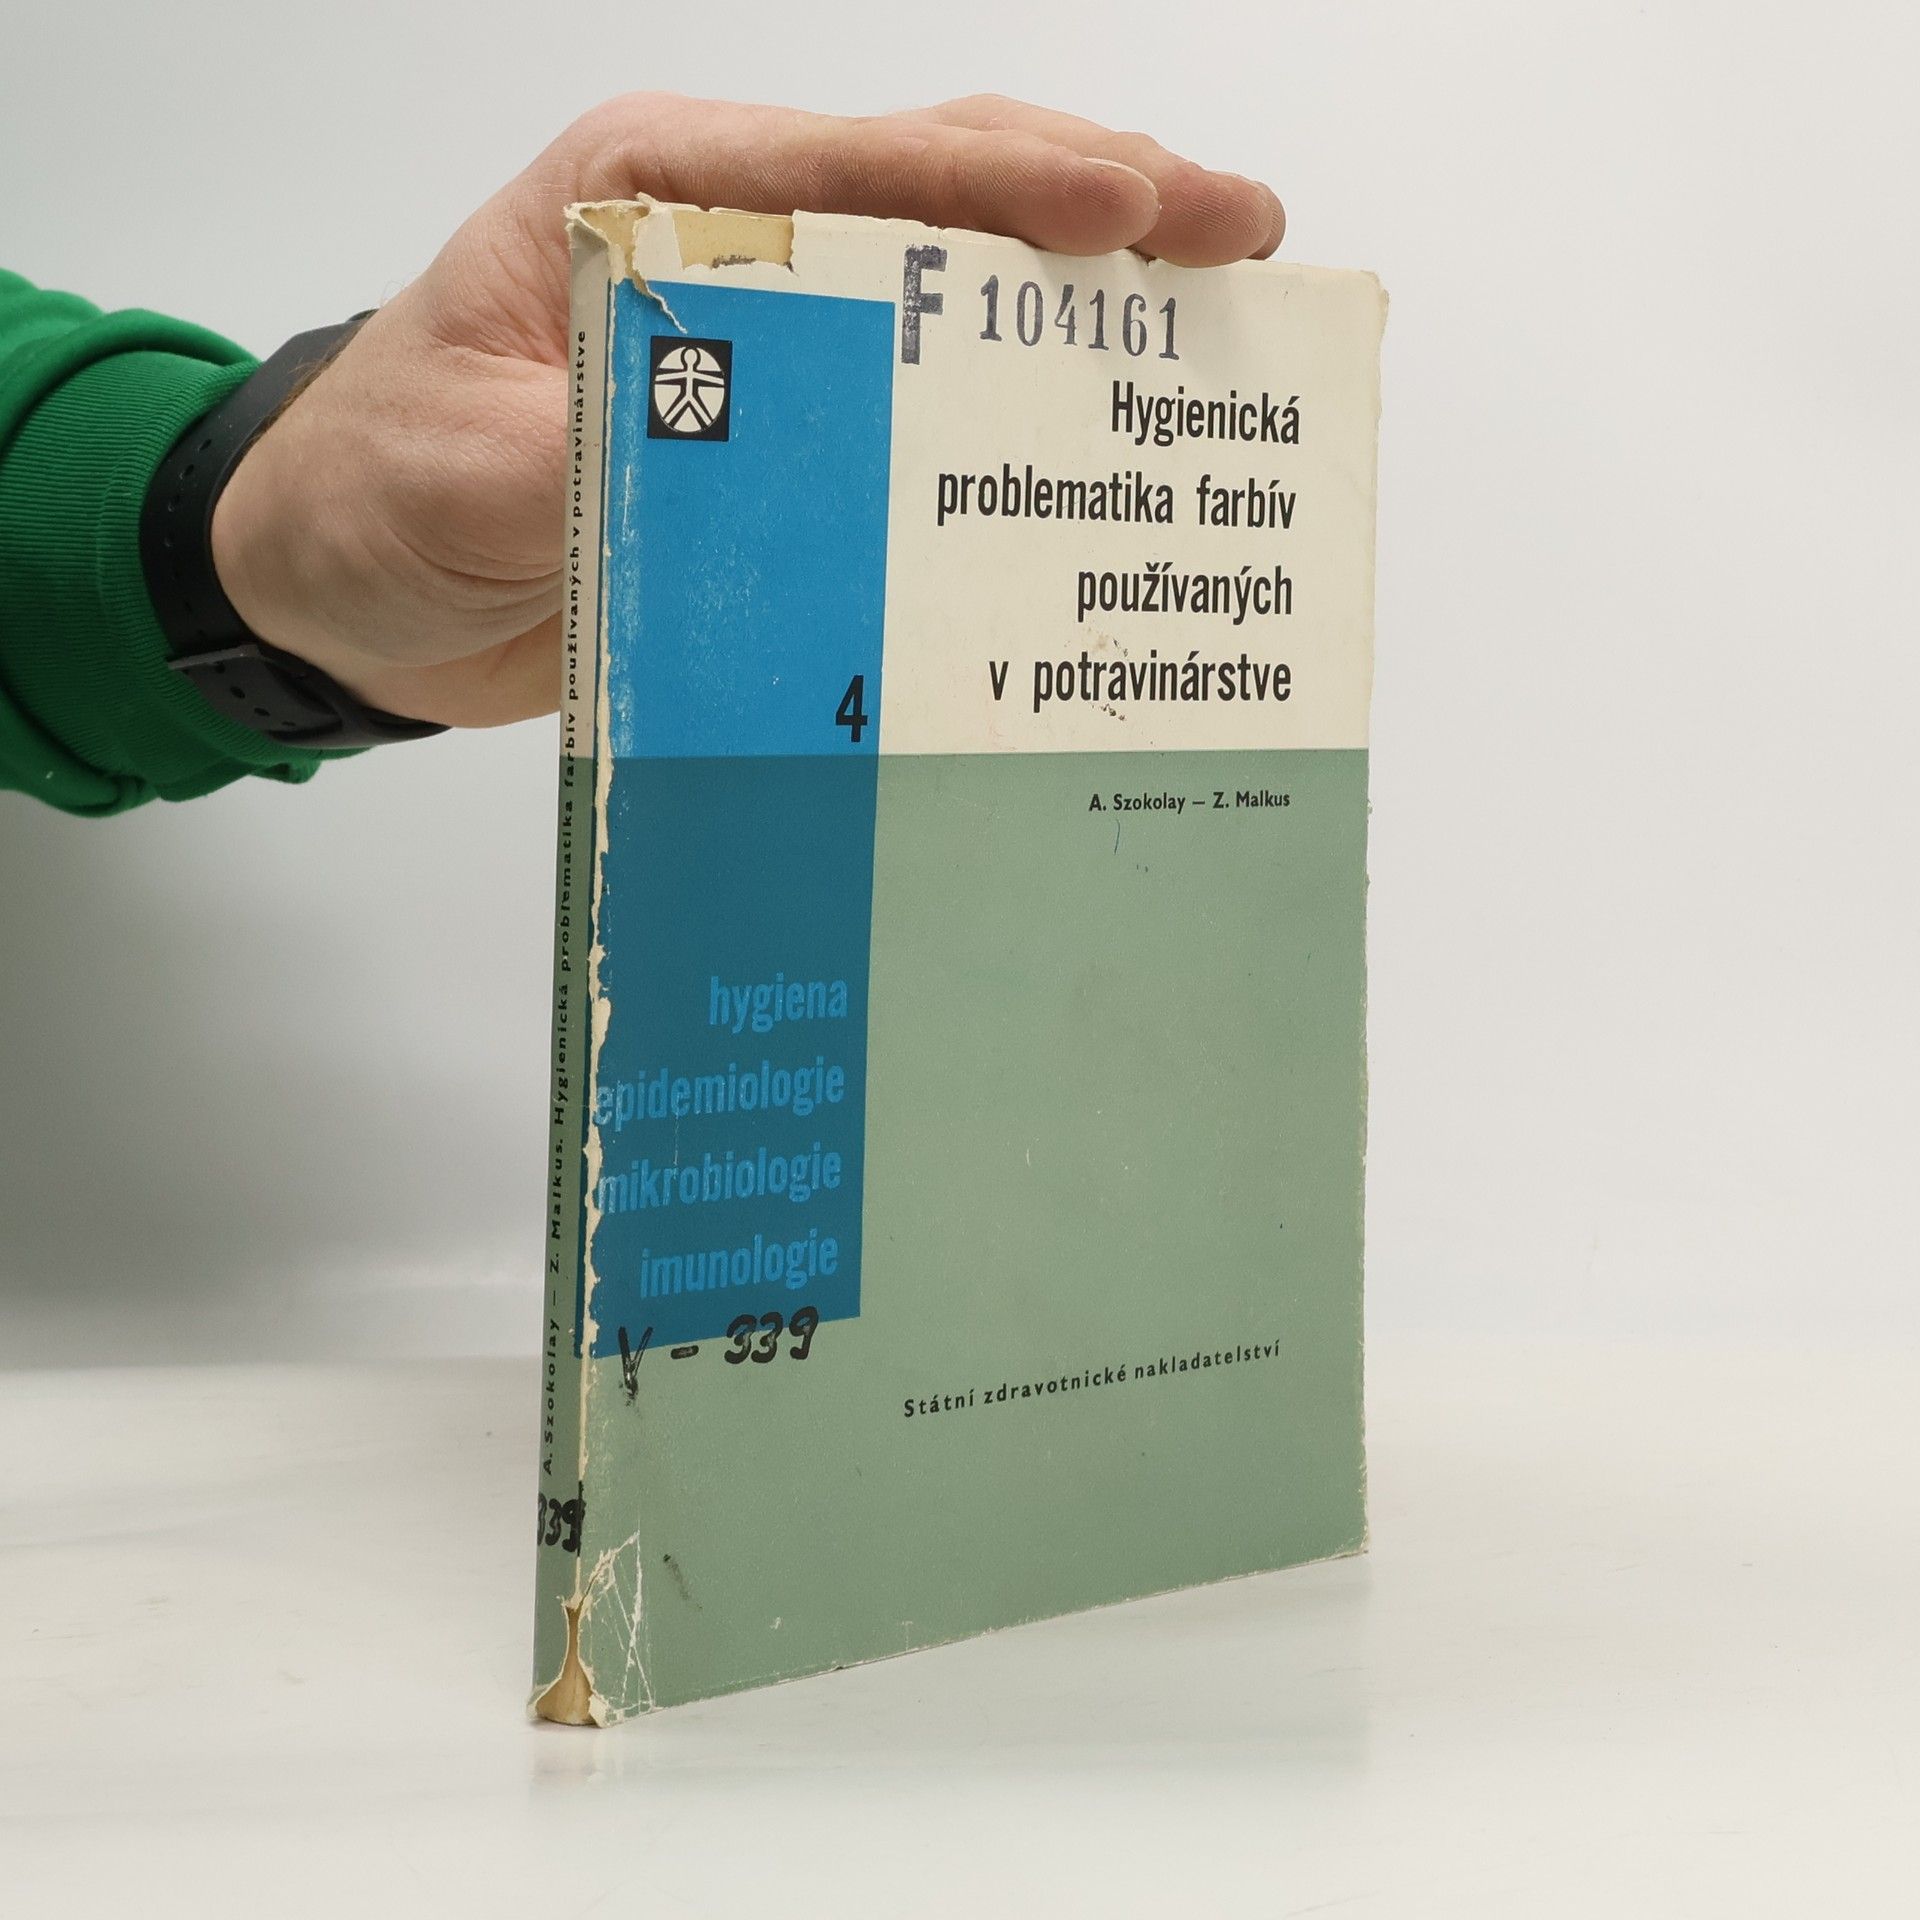 F 104161
Hygienická
problematika farbív
používaných
v potravinárstve
4
A. Szokolay — Z. Malkus
hygiena
epidemiologie
mikrobiologie
imunologie
V - 339
Státní zdravotnické nakladatelství
A. Szokolay — Z. Malkus. Hygienická problematika farbív používaných v potravinárstve
339